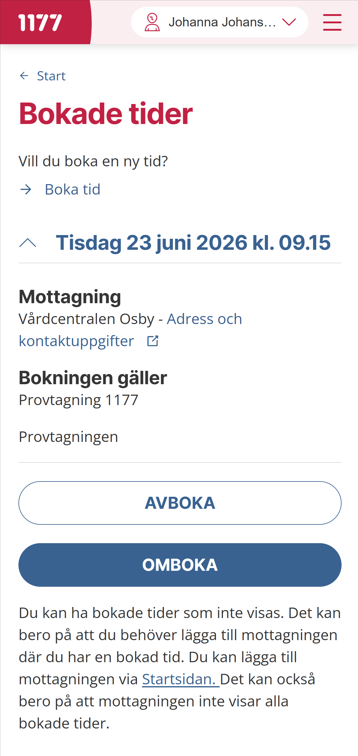 1177
Johanna Johans...
Start
Bokade tider
Vill du boka en ny tid?
Boka tid
Tisdag 23 juni 2026 kl. 09.15
Mottagning
Vårdcentralen Osby - Adress och
kontaktuppgifter
Bokningen gäller
Provtagning 1177
Provtagningen
AVBOKA
OMBOKA
Du kan ha bokade tider som inte visas. Det kan
bero på att du behöver lägga till mottagningen
där du har en bokad tid. Du kan lägga till
mottagningen via Startsidan. Det kan också
bero på att mottagningen inte visar alla
bokade tider.